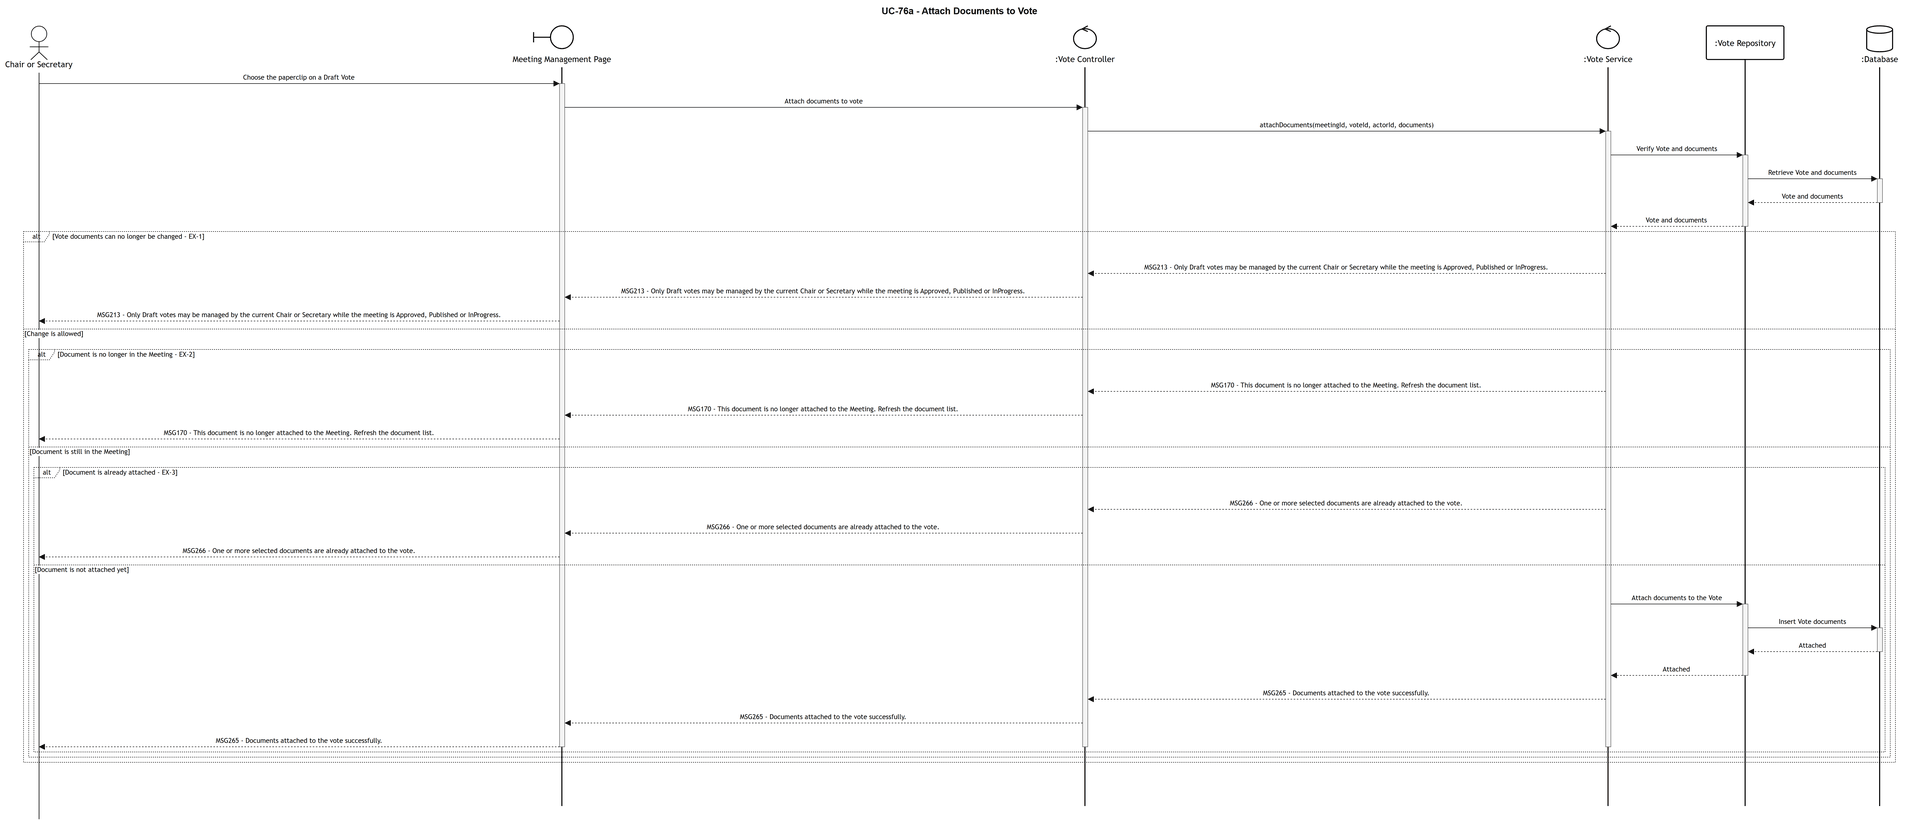 UC-76a - Attach Documents to Vote
Chair or Secretary
Meeting Management Page
:Vote Controller
:Vote Service
:Vote Repository
:Database
Choose the paperclip on a Draft Vote
Attach documents to vote
attachDocuments(meetingId, voteId, actorId, documents)
Verify Vote and documents
Retrieve Vote and documents
Vote and documents
Vote and documents
alt [Vote documents can no longer be changed - EX-1]
MSG213 - Only Draft votes may be managed by the current Chair or Secretary while the meeting is Approved, Published or InProgress.
MSG213 - Only Draft votes may be managed by the current Chair or Secretary while the meeting is Approved, Published or InProgress.
MSG213 - Only Draft votes may be managed by the current Chair or Secretary while the meeting is Approved, Published or InProgress.
[Change is allowed]
alt [Document is no longer in the Meeting - EX-2]
MSG170 - This document is no longer attached to the Meeting. Refresh the document list.
MSG170 - This document is no longer attached to the Meeting. Refresh the document list.
MSG170 - This document is no longer attached to the Meeting. Refresh the document list.
[Document is still in the Meeting]
alt [Document is already attached - EX-3]
MSG266 - One or more selected documents are already attached to the vote.
MSG266 - One or more selected documents are already attached to the vote.
MSG266 - One or more selected documents are already attached to the vote.
[Document is not attached yet]
Attach documents to the Vote
Insert Vote documents
Attached
Attached
MSG265 - Documents attached to the vote successfully.
MSG265 - Documents attached to the vote successfully.
MSG265 - Documents attached to the vote successfully.